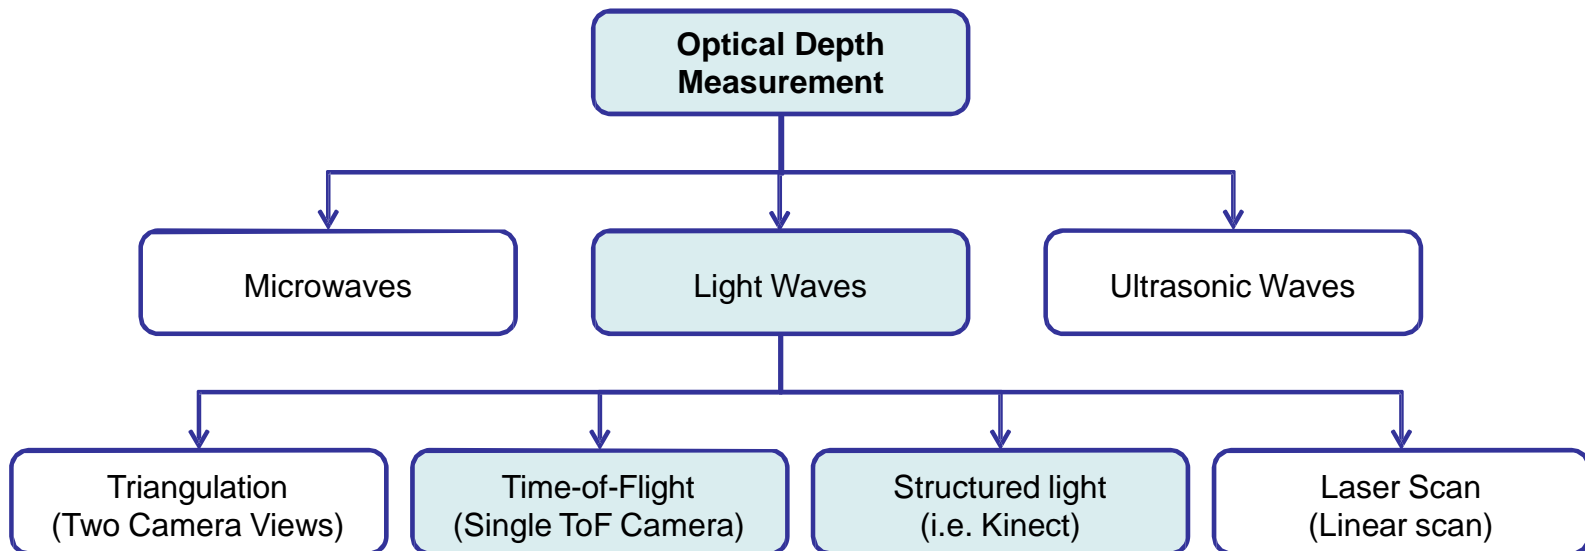 Optical Depth
Measurement
Microwaves
Light Waves
Ultrasonic Waves
Triangulation
(Two Camera Views)
Time-of-Flight
(Single ToF Camera)
Structured light
(i.e. Kinect)
Laser Scan
(Linear scan)